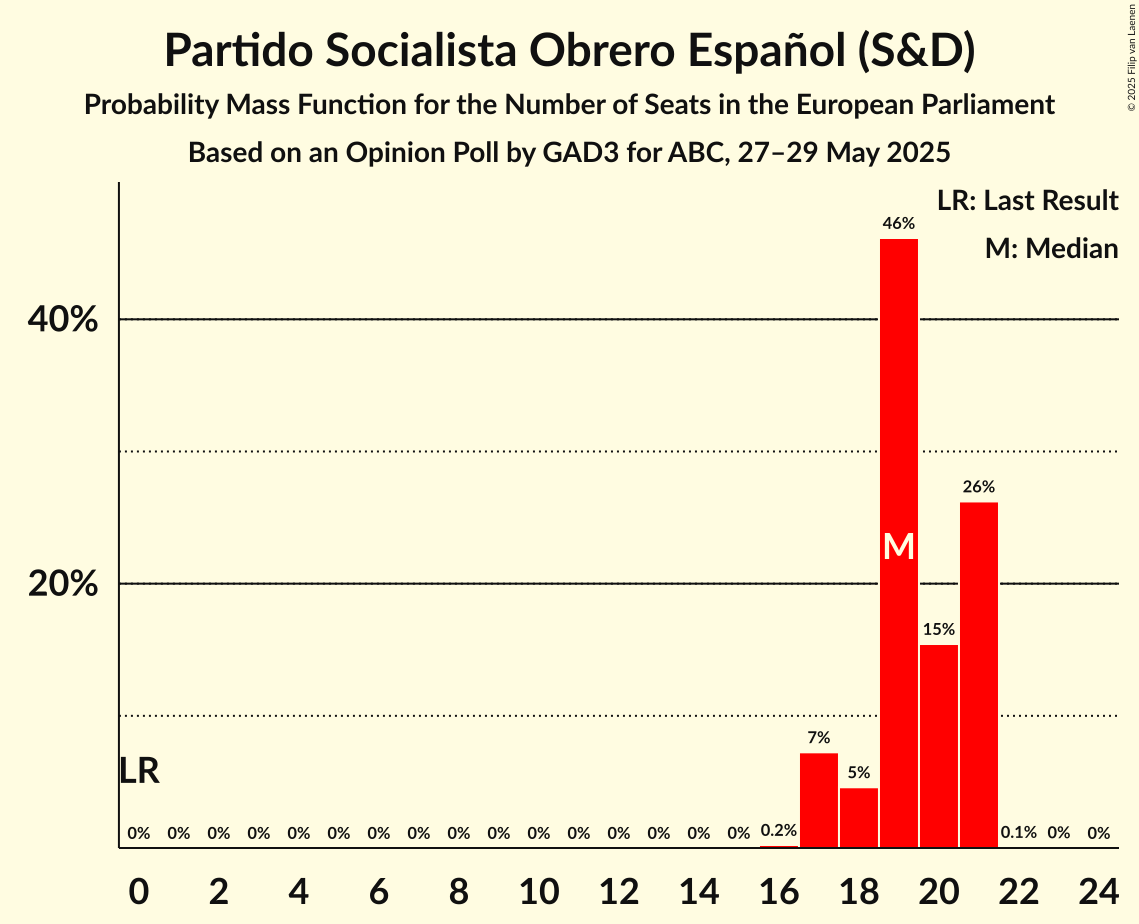 Partido Socialista Obrero Español (S&D)
Probability Mass Function for the Number of Seats in the European Parliament
Based on an Opinion Poll by GAD3 for ABC, 27–29 May 2025
© 2025 Filip van Laenen
LR: Last Result
M: Median
46%
40%
26%
M
20%
15%
7%
5%
LR
0% 0% 0% 0% 0% 0% 0% 0% 0% 0% 0% 0% 0% 0% 0% 0% 0.2% 0.1% 0% 0%
0 2 4 6 8 10 12 14 16 18 20 22 24